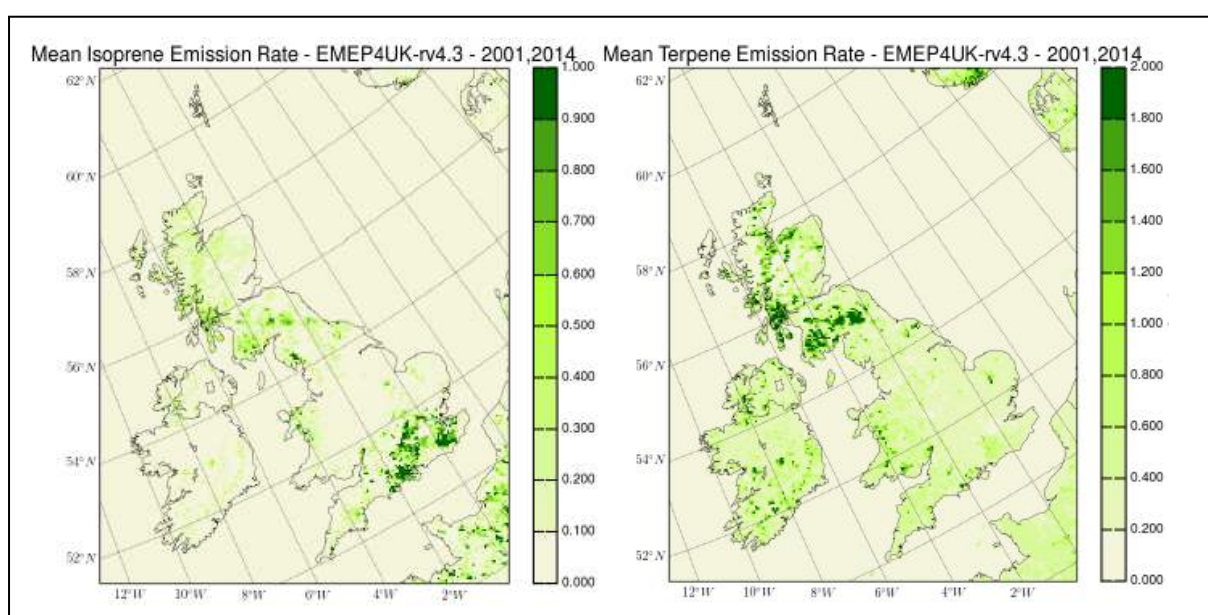 Mean Isoprene Emission Rate - EMEP4UK-rv4.3 - 2001,2014
62°N
60°N
58°N
56°N
54°N
52°N
12°W 10°W 8°W 6°W 4°W 2°W
1.000
0.900
0.800
0.700
0.600
0.500
0.400
0.300
0.200
0.100
0.000
Mean Terpene Emission Rate - EMEP4UK-rv4.3 - 2001,2014
62°N
60°N
58°N
56°N
54°N
52°N
12°W 10°W 8°W 6°W 4°W 2°W
2.000
1.800
1.600
1.400
1.200
1.000
0.800
0.600
0.400
0.200
0.000